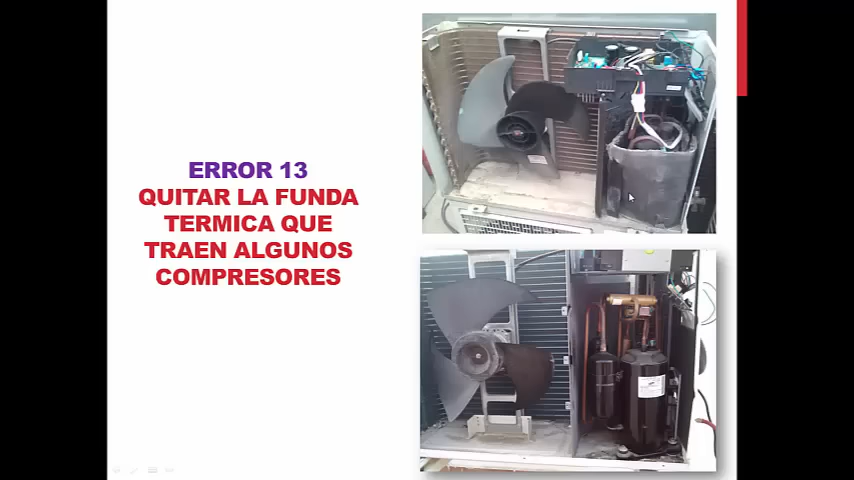 ERROR 13
QUITAR LA FUNDA
TERMICA QUE
TRAEN ALGUNOS
COMPRESORES